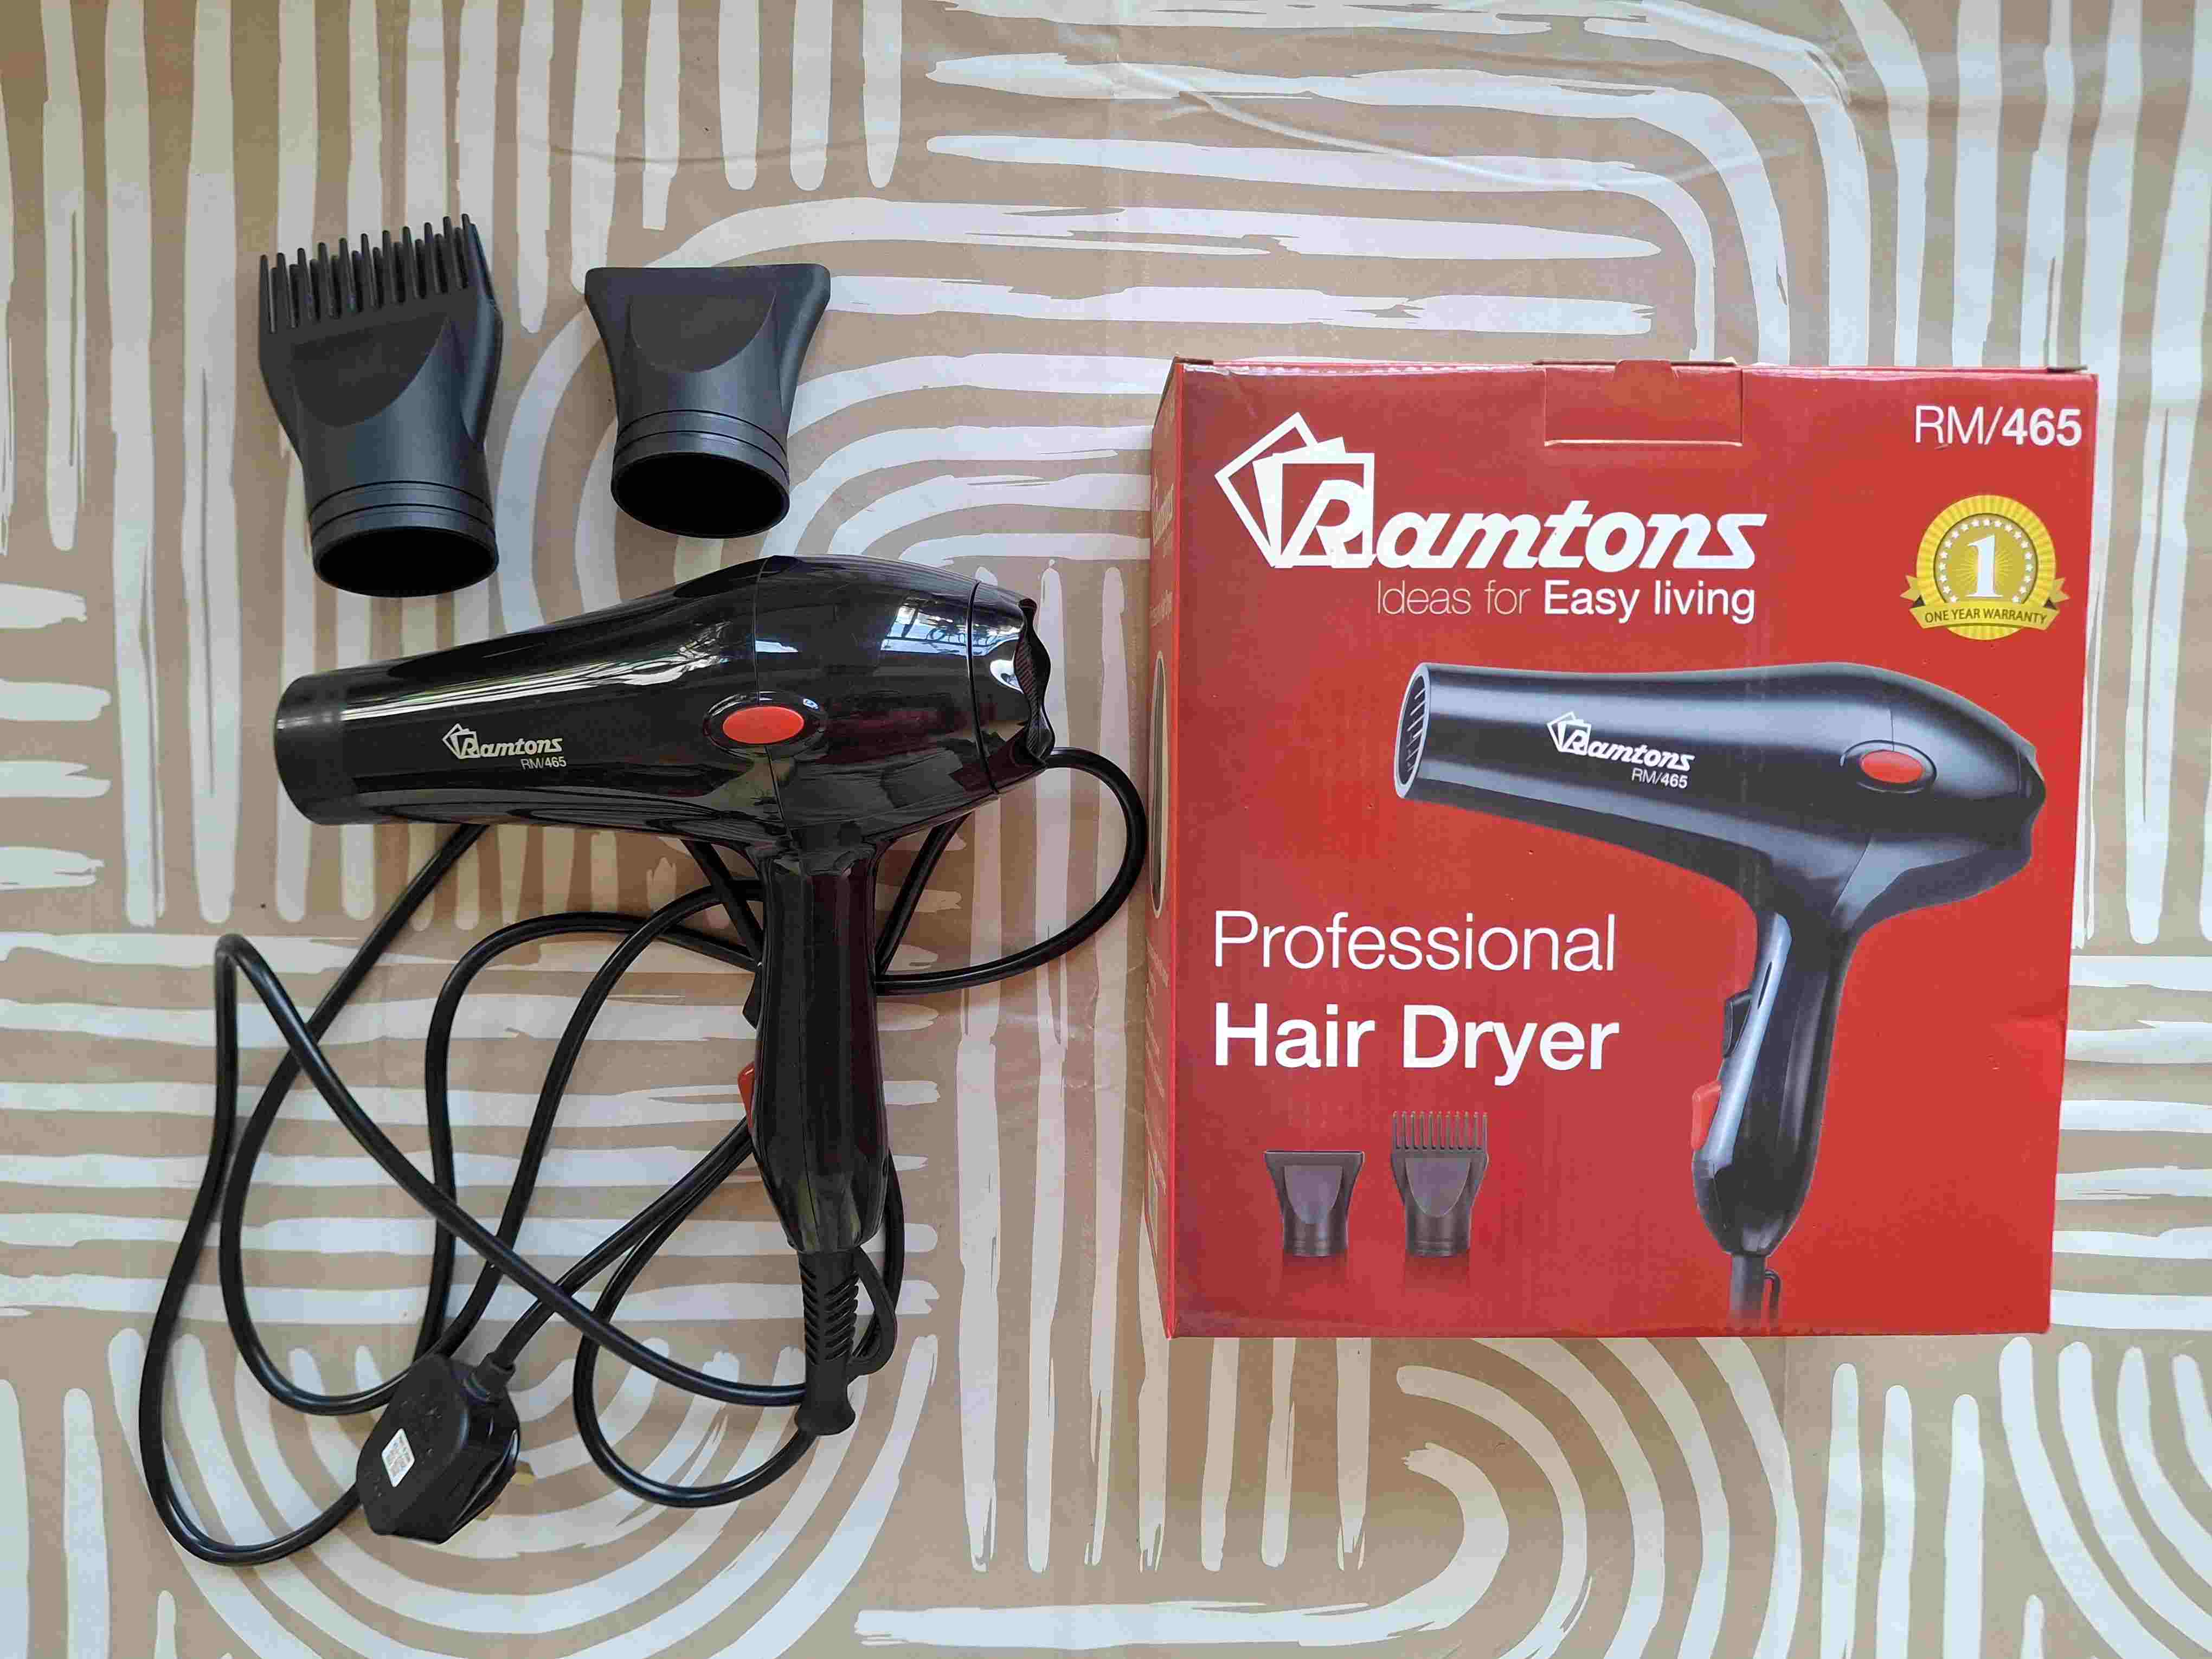 Ramtons
RM/465
RM/465
Ramtons
Ideas for Easy living
ONE YEAR WARRANTY
1
Ramtons
RM/465
Professional
Hair Dryer